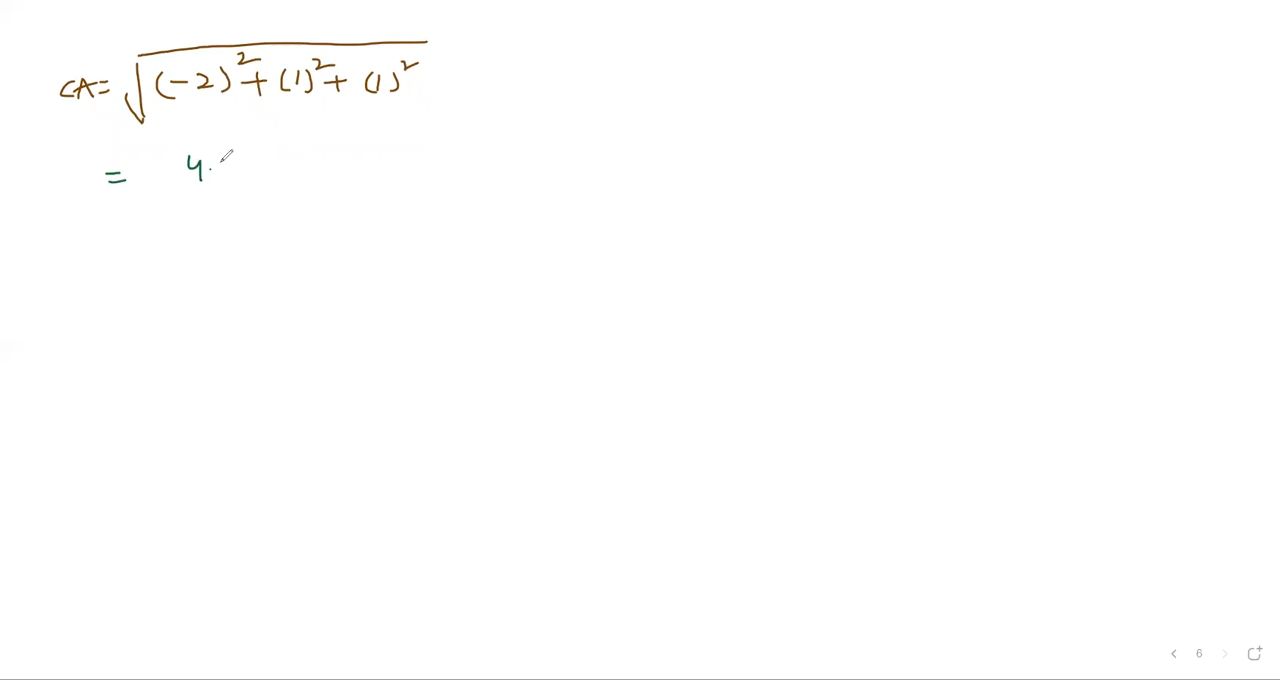 CA = √(-2)² + (1)² + (1)²
= 4.
6